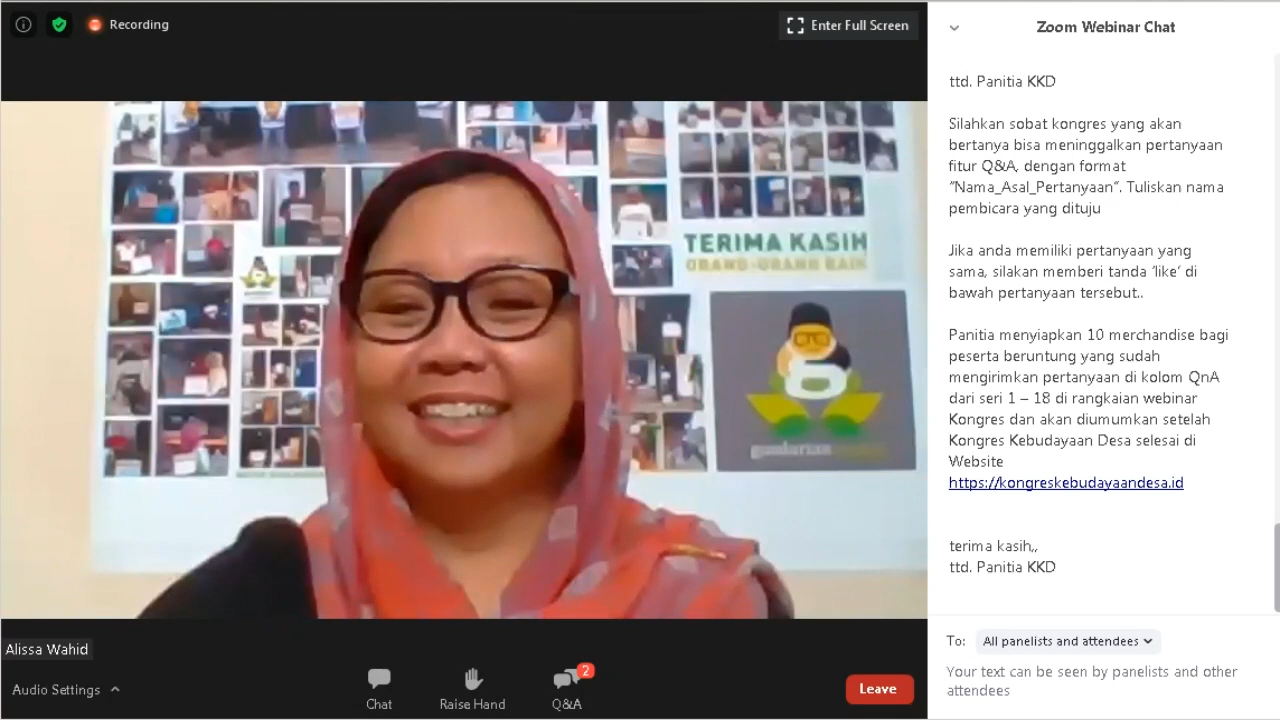 Recording
Enter Full Screen
TERIMA KASIH
ORANG-ORANG BAIK
gusdurian
Alissa Wahid
Audio Settings
Chat
Raise Hand
2
Q&A
Leave
Zoom Webinar Chat
ttd. Panitia KKD
Silahkan sobat kongres yang akan
bertanya bisa meninggalkan pertanyaan
fitur Q&A, dengan format
"Nama_Asal_Pertanyaan". Tuliskan nama
pembicara yang dituju
Jika anda memiliki pertanyaan yang
sama, silakan memberi tanda 'like' di
bawah pertanyaan tersebut..
Panitia menyiapkan 10 merchandise bagi
peserta beruntung yang sudah
mengirimkan pertanyaan di kolom QnA
dari seri 1 – 18 di rangkaian webinar
Kongres dan akan diumumkan setelah
Kongres Kebudayaan Desa selesai di
Website
https://kongreskebudayaandesa.id
terima kasih,,
ttd. Panitia KKD
To: All panelists and attendees
Your text can be seen by panelists and other
attendees